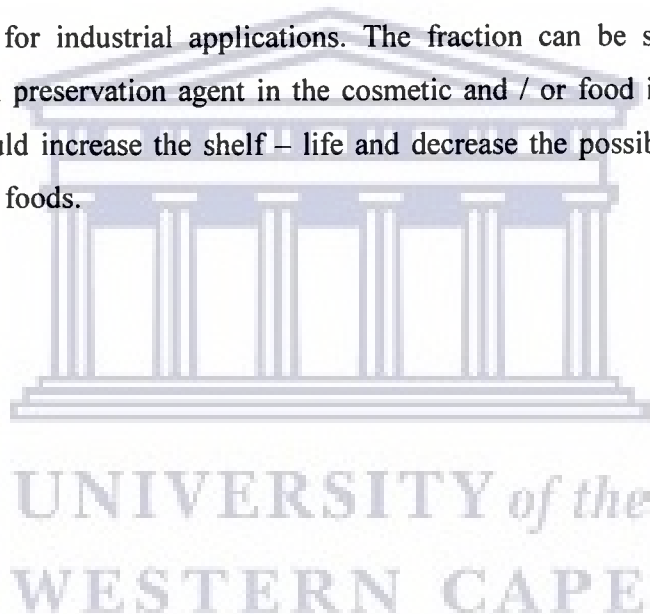 for industrial applications. The fraction can be s
preservation agent in the cosmetic and / or food i
uld increase the shelf – life and decrease the possib
foods.
UNIVERSITY of the
WESTERN CAPE